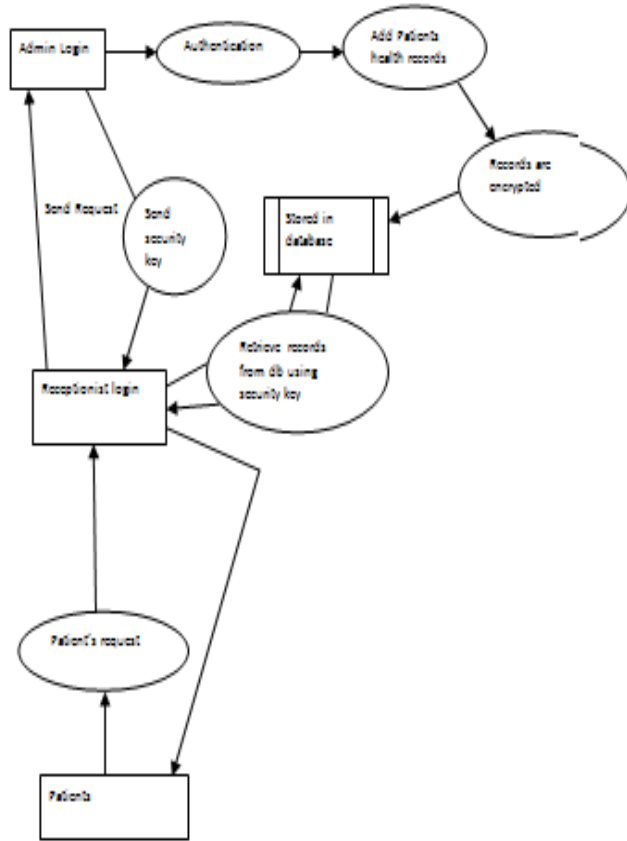 Admin Login
Authentication
Add Patients
health records
Records are
encrypted
Send Request
Send
security
key
Stored in
database
Retrieve records
from db using
security key
Receptionist login
Patient's request
Patients